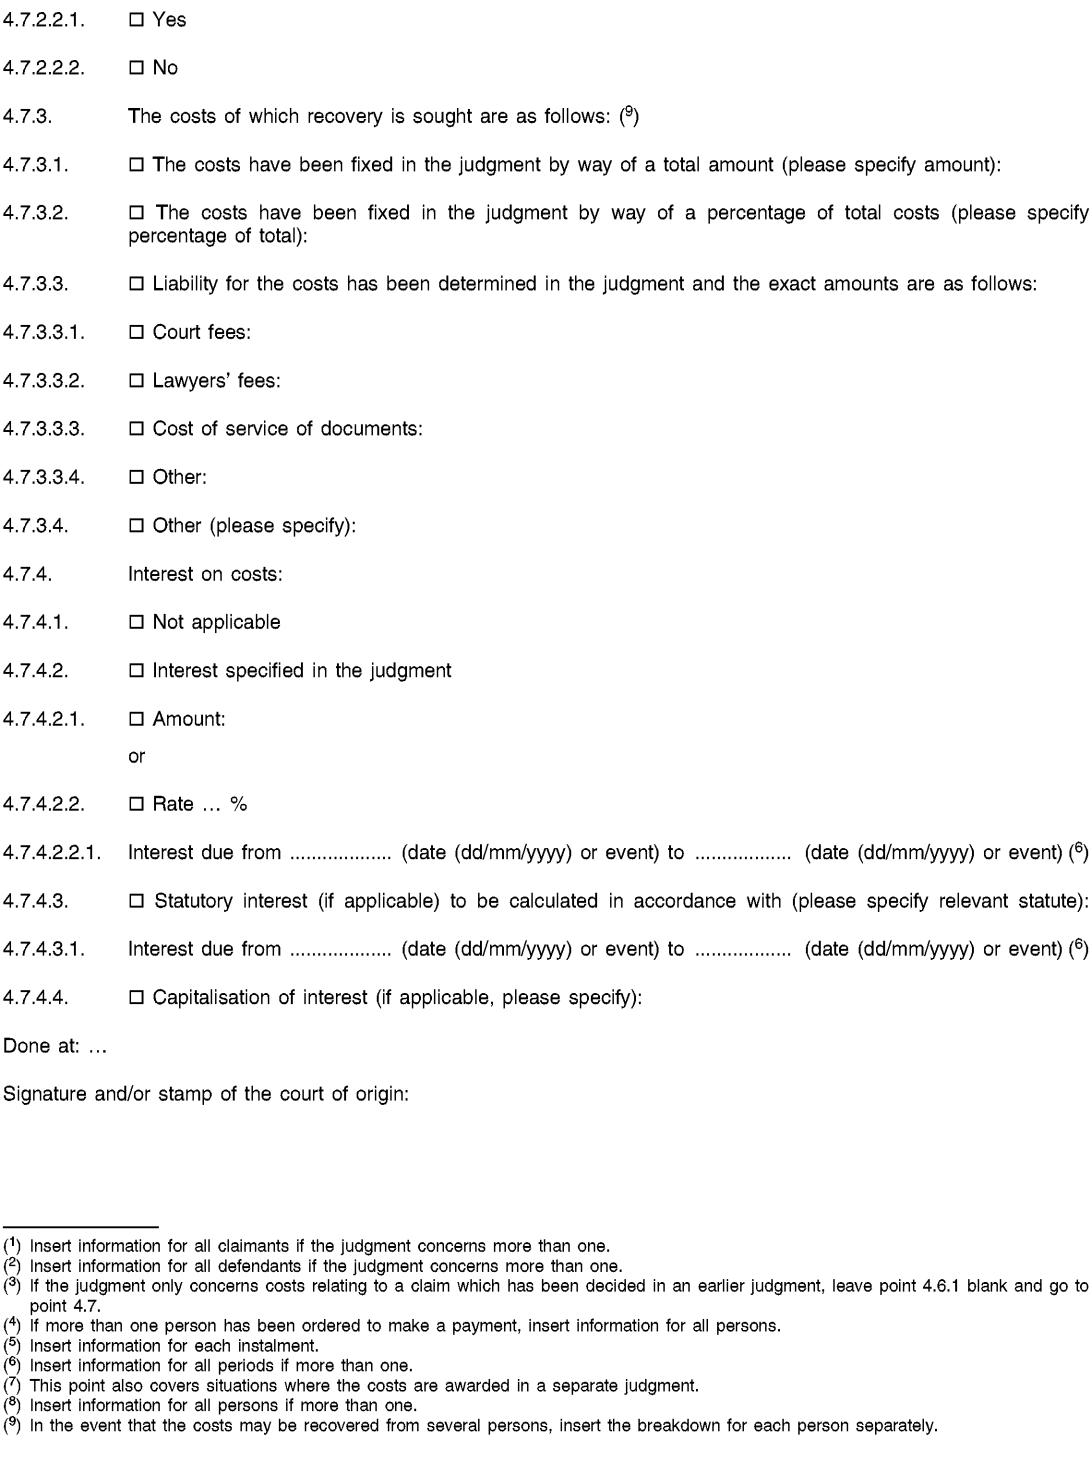 4.7.2.2.1. ☐ Yes
4.7.2.2.2. ☐ No
4.7.3. The costs of which recovery is sought are as follows: (⁹)
4.7.3.1. ☐ The costs have been fixed in the judgment by way of a total amount (please specify amount):
4.7.3.2. ☐ The costs have been fixed in the judgment by way of a percentage of total costs (please specify
percentage of total):
4.7.3.3. ☐ Liability for the costs has been determined in the judgment and the exact amounts are as follows:
4.7.3.3.1. ☐ Court fees:
4.7.3.3.2. ☐ Lawyers’ fees:
4.7.3.3.3. ☐ Cost of service of documents:
4.7.3.3.4. ☐ Other:
4.7.3.4. ☐ Other (please specify):
4.7.4. Interest on costs:
4.7.4.1. ☐ Not applicable
4.7.4.2. ☐ Interest specified in the judgment
4.7.4.2.1. ☐ Amount:
or
4.7.4.2.2. ☐ Rate … %
4.7.4.2.2.1. Interest due from ................... (date (dd/mm/yyyy) or event) to .................. (date (dd/mm/yyyy) or event) (⁶)
4.7.4.3. ☐ Statutory interest (if applicable) to be calculated in accordance with (please specify relevant statute):
4.7.4.3.1. Interest due from ................... (date (dd/mm/yyyy) or event) to .................. (date (dd/mm/yyyy) or event) (⁶)
4.7.4.4. ☐ Capitalisation of interest (if applicable, please specify):
Done at: …
Signature and/or stamp of the court of origin:
(¹) Insert information for all claimants if the judgment concerns more than one.
(²) Insert information for all defendants if the judgment concerns more than one.
(³) If the judgment only concerns costs relating to a claim which has been decided in an earlier judgment, leave point 4.6.1 blank and go to
point 4.7.
(⁴) If more than one person has been ordered to make a payment, insert information for all persons.
(⁵) Insert information for each instalment.
(⁶) Insert information for all periods if more than one.
(⁷) This point also covers situations where the costs are awarded in a separate judgment.
(⁸) Insert information for all persons if more than one.
(⁹) In the event that the costs may be recovered from several persons, insert the breakdown for each person separately.